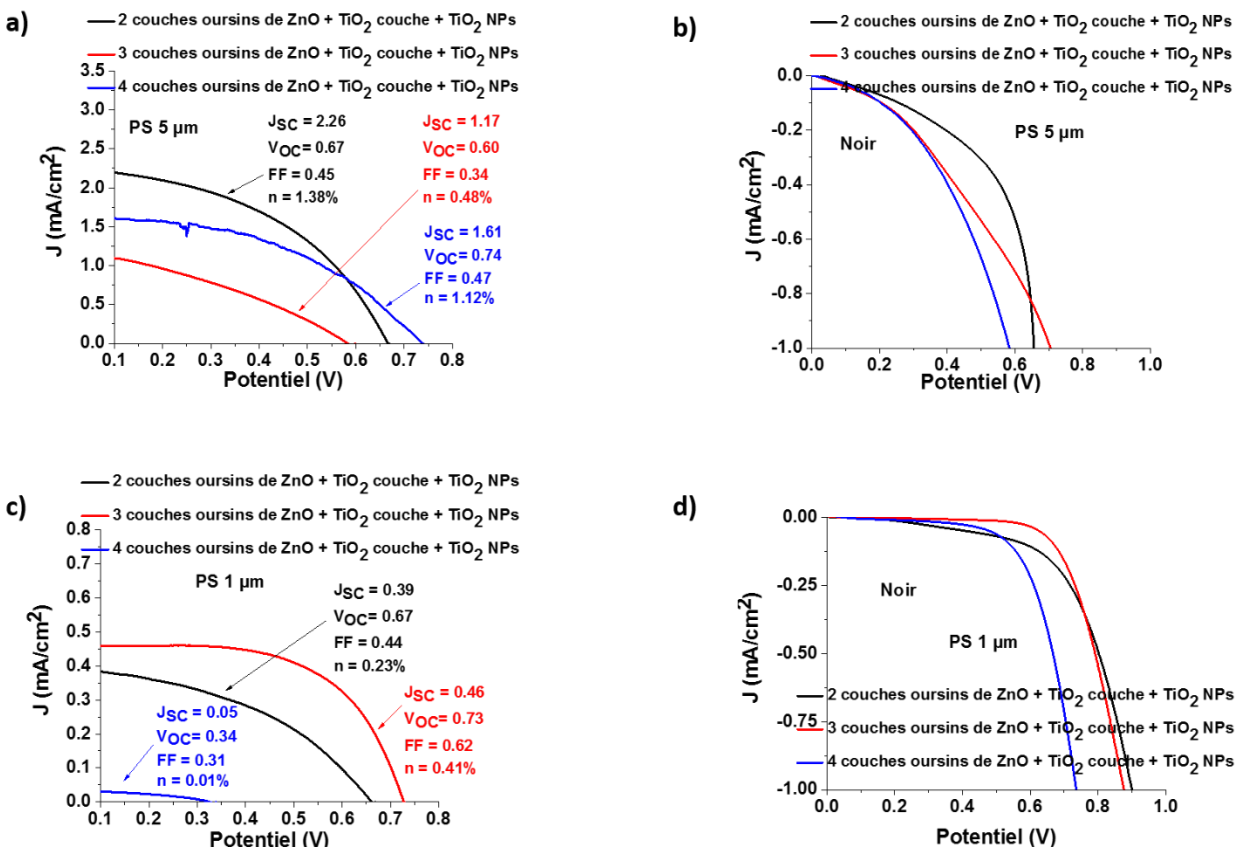 a)
2 couches oursins de ZnO + TiO2 couche + TiO2 NPs
3 couches oursins de ZnO + TiO2 couche + TiO2 NPs
4 couches oursins de ZnO + TiO2 couche + TiO2 NPs
PS 5 µm
JSC = 2.26
VOC = 0.67
FF = 0.45
n = 1.38%
JSC = 1.17
VOC = 0.60
FF = 0.34
n = 0.48%
JSC = 1.61
VOC= 0.74
FF = 0.47
n = 1.12%
J (mA/cm2)
3.5
3.0
2.5
2.0
1.5
1.0
0.5
0.0
0.1 0.2 0.3 0.4 0.5 0.6 0.7 0.8
Potentiel (V)
b)
2 couches oursins de ZnO + TiO2 couche + TiO2 NPs
3 couches oursins de ZnO + TiO2 couche + TiO2 NPs
4 couches oursins de ZnO + TiO2 couche + TiO2 NPs
PS 5 µm
Noir
J (mA/cm2)
0.0
-0.2
-0.4
-0.6
-0.8
-1.0
0.0 0.2 0.4 0.6 0.8 1.0
Potentiel (V)
c)
2 couches oursins de ZnO + TiO2 couche + TiO2 NPs
3 couches oursins de ZnO + TiO2 couche + TiO2 NPs
4 couches oursins de ZnO + TiO2 couche + TiO2 NPs
PS 1 µm
JSC = 0.39
VOC= 0.67
FF = 0.44
n = 0.23%
JSC = 0.46
VOC= 0.73
FF = 0.62
n = 0.41%
JSC = 0.05
VOC = 0.34
FF = 0.31
n = 0.01%
J (mA/cm2)
0.8
0.7
0.6
0.5
0.4
0.3
0.2
0.1
0.0
0.1 0.2 0.3 0.4 0.5 0.6 0.7 0.8
Potentiel (V)
d)
Noir
PS 1 µm
2 couches oursins de ZnO + TiO2 couche + TiO2 NPs
3 couches oursins de ZnO + TiO2 couche + TiO2 NPs
4 couches oursins de ZnO + TiO2 couche + TiO2 NPs
J (mA/cm2)
0.00
-0.25
-0.50
-0.75
-1.00
0.0 0.2 0.4 0.6 0.8 1.0
Potentiel (V)